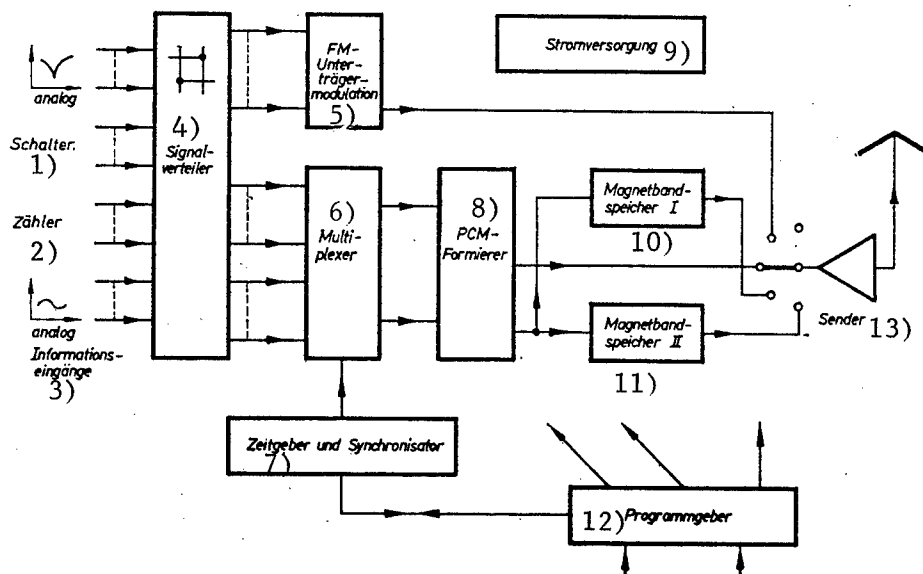 analog
Schalter.
1)
Zähler
2)
analog
Informations-
eingänge
3)
4)
Signal-
verteiler
FM-
Unter-
träger-
modulation
5)
6)
Multi-
plexer
Zeitgeber und Synchronisator
7)
8)
PCM-
Formierer
Stromversorgung 9)
Magnetband-
speicher I
10)
Magnetband-
speicher II
11)
12) Programmgeber
Sender
13)